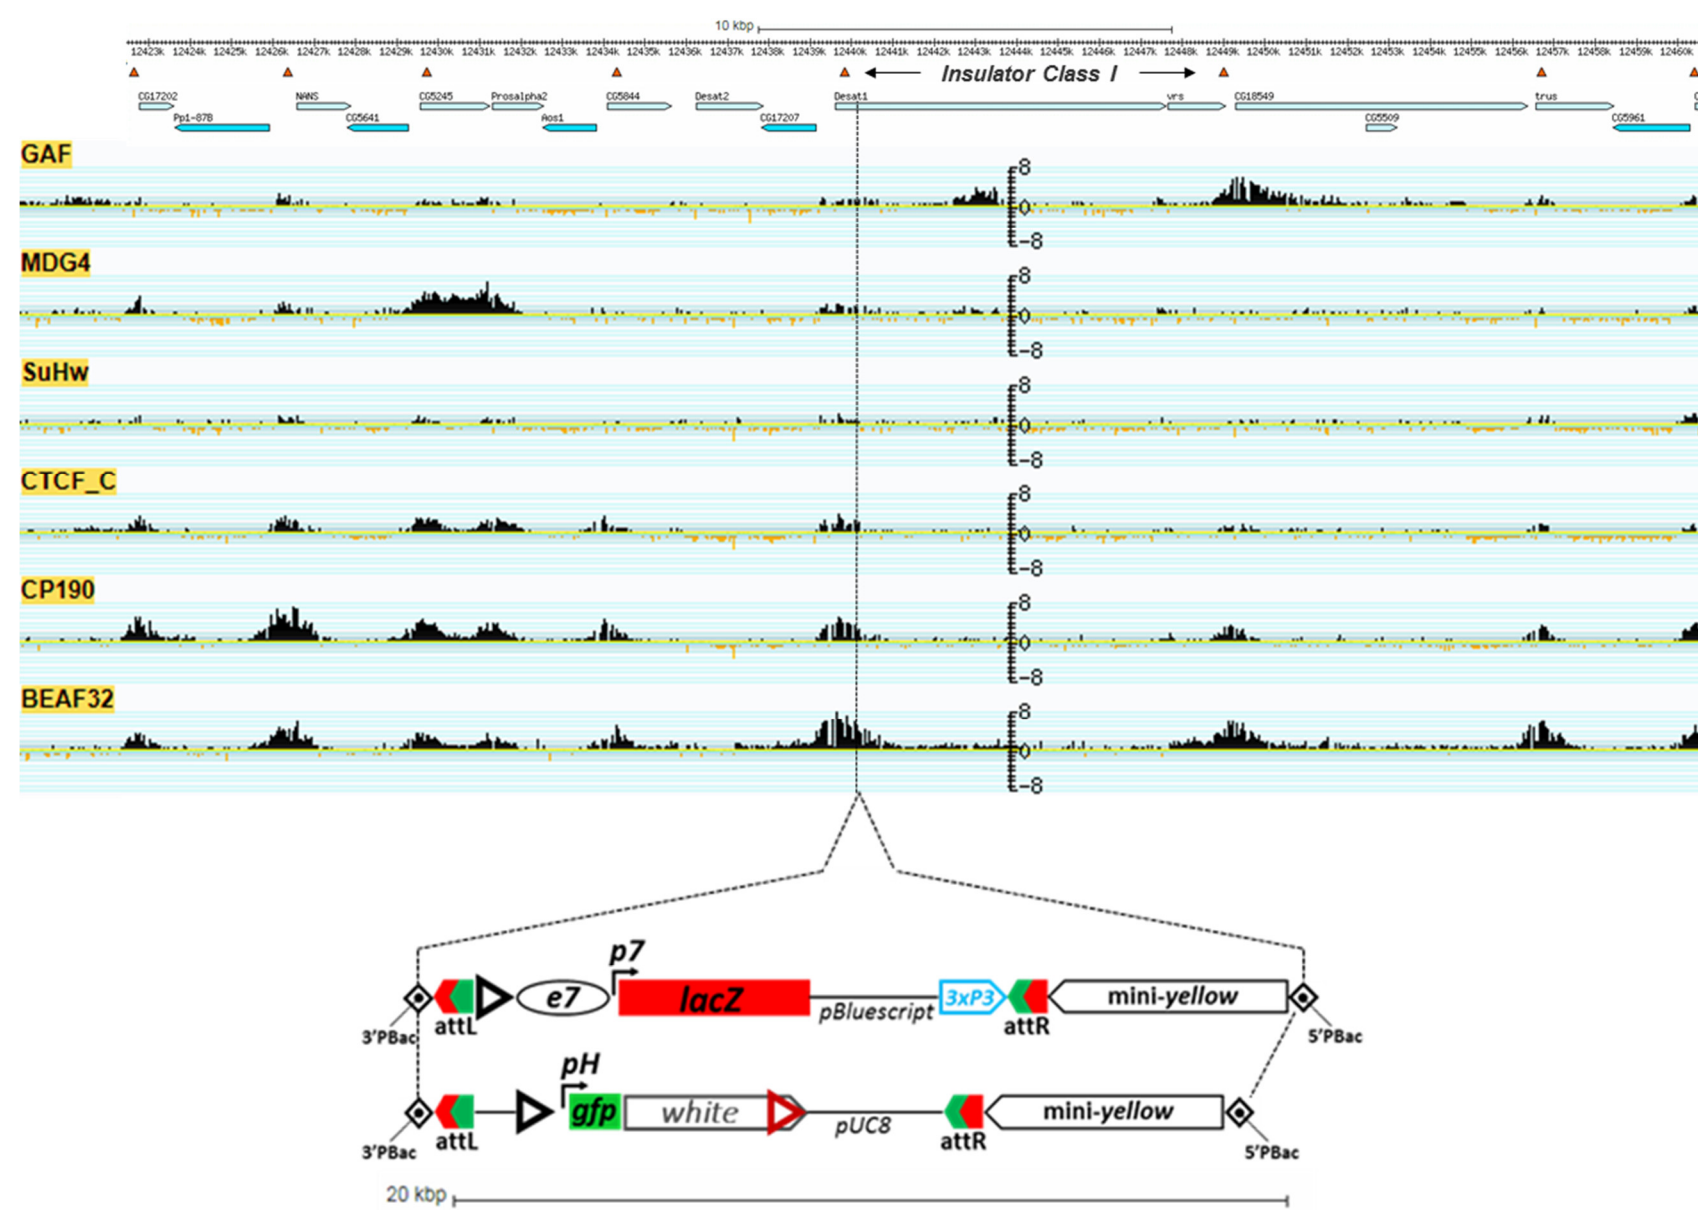 10 kbp
12423k 12424k 12425k 12426k 12427k 12428k 12429k 12430k 12431k 12432k 12433k 12434k 12435k 12436k 12437k 12438k 12439k 12440k 12441k 12442k 12443k 12444k 12445k 12446k 12447k 12448k 12449k 12450k 12451k 12452k 12453k 12454k 12455k 12456k 12457k 12458k 12459k 12460k
Insulator Class I
CG17202 NANS CG5245 Prosalpha2 CG5844 Desat2 Desat1 vrs CG18549 trus
Pp1-87B CG5641 Aos1 CG17207 CG5509 CG5961
GAF
8
0
-8
MDG4
8
0
-8
SuHw
8
0
-8
CTCF_C
8
0
-8
CP190
8
0
-8
BEAF32
8
0
-8
p7
e7 lacZ pBluescript 3xP3 mini-yellow
3'PBac attL attR 5'PBac
pH
gfp white pUC8 mini-yellow
3'PBac attL attR 5'PBac
20 kbp